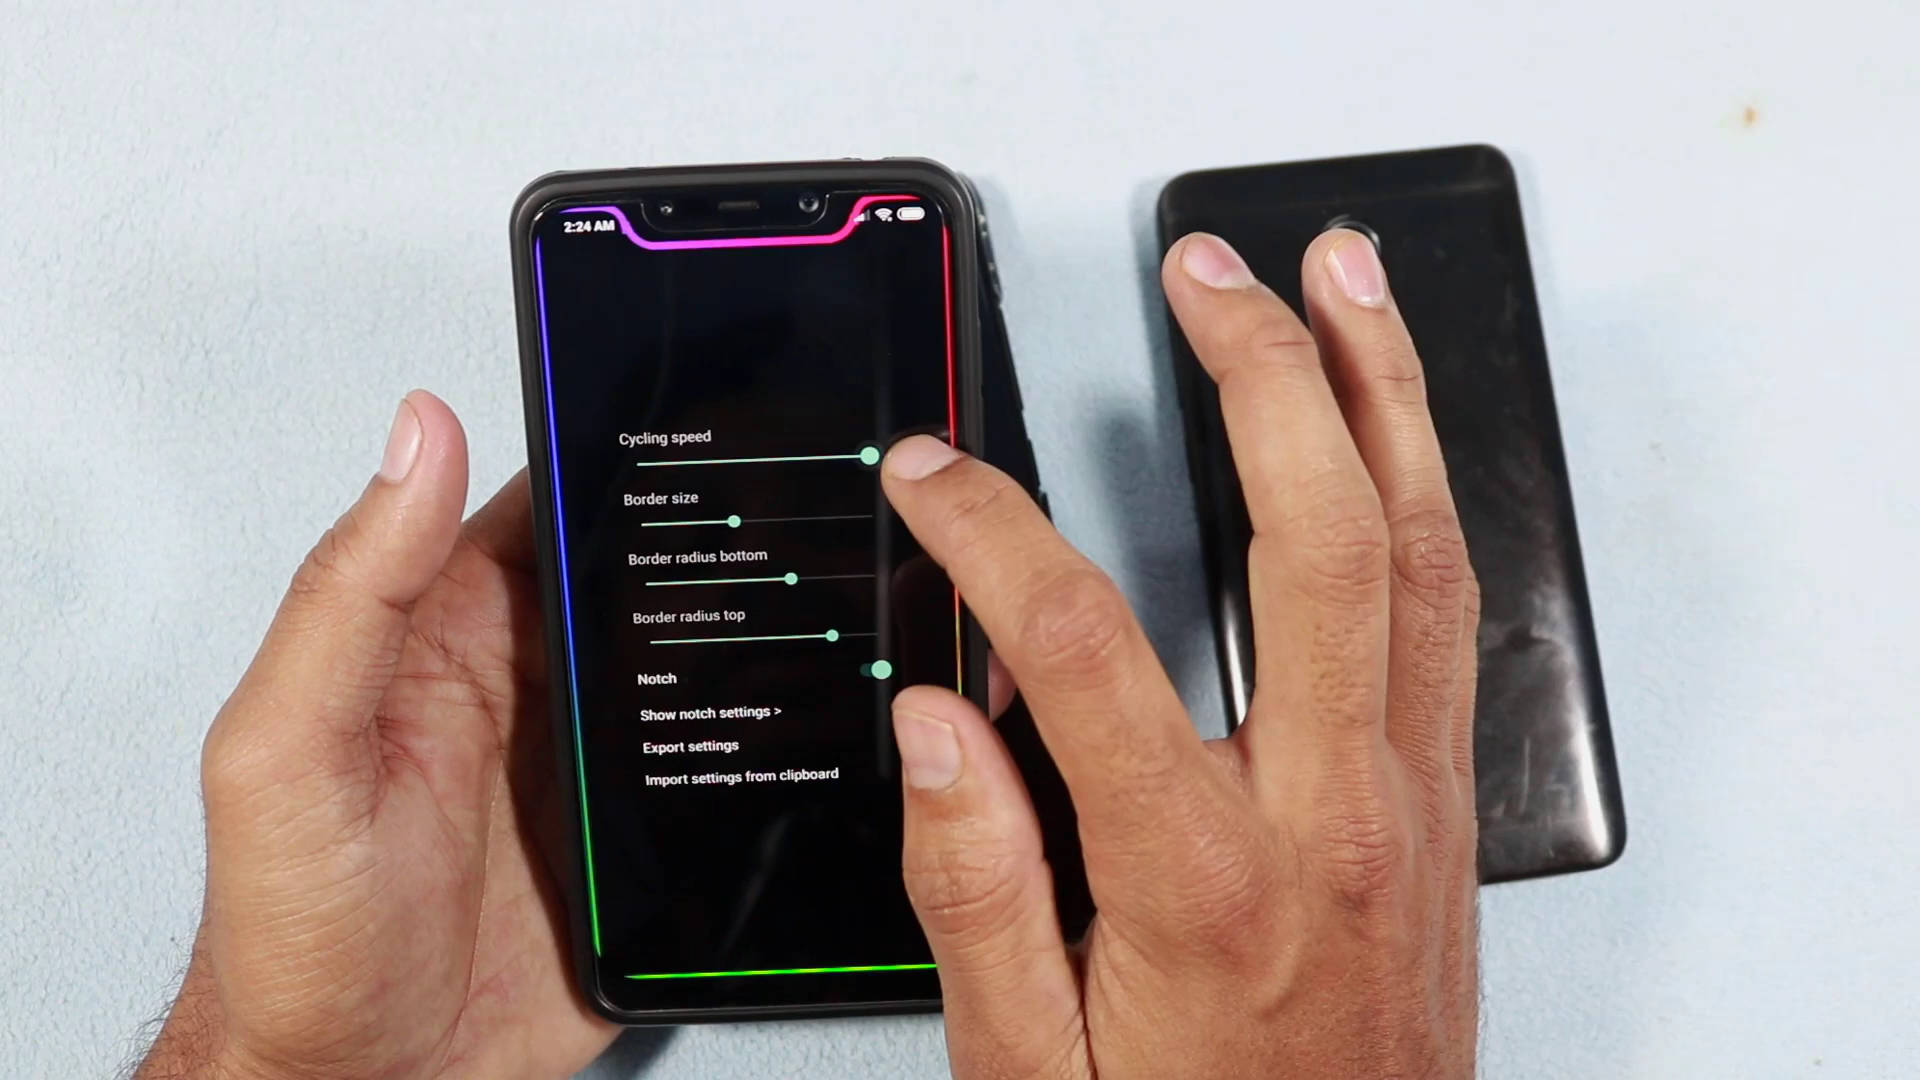 2:24 AM
Cycling speed
Border size
Border radius bottom
Border radius top
Notch
Show notch settings >
Export settings
Import settings from clipboard